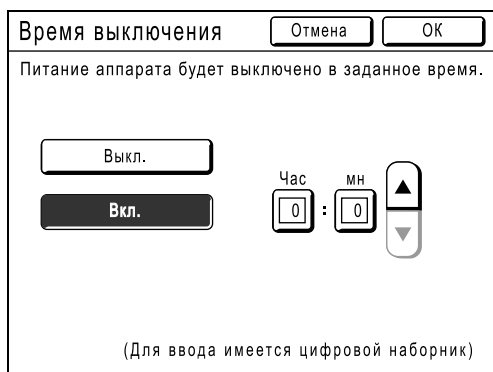 Время выключения Отмена ОК
Питание аппарата будет выключено в заданное время.
Выкл.
Час мн
Вкл. 0 : 0
(Для ввода имеется цифровой наборник)